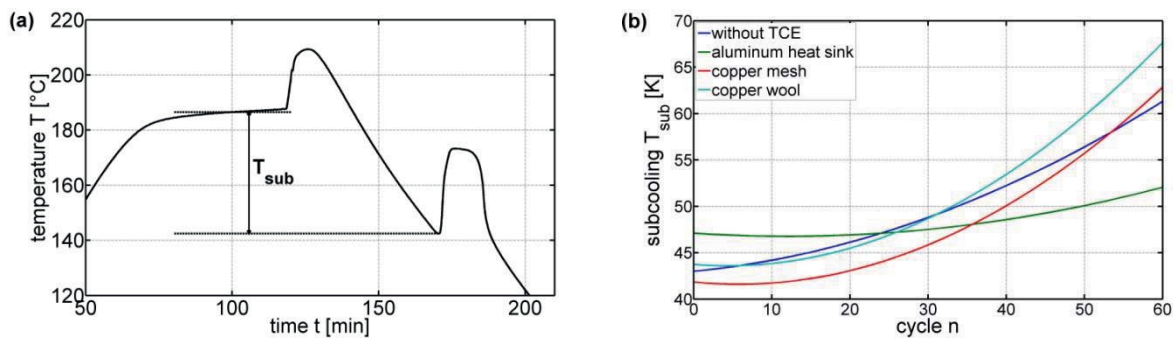 (a)
temperature T [°C]
200
180
160
140
120
T_sub
50
100
150
200
time t [min]
(b)
subcooling T_sub [K]
70
65
60
55
50
45
40
without TCE
aluminum heat sink
copper mesh
copper wool
0
10
20
30
40
50
60
cycle n